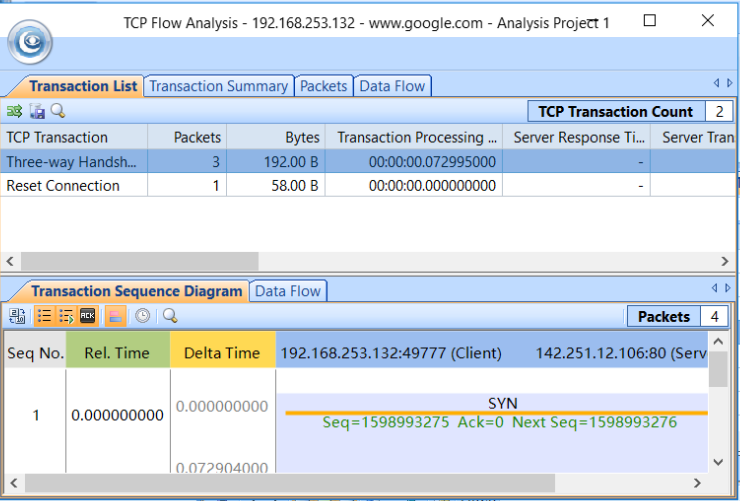 TCP Flow Analysis - 192.168.253.132 - www.google.com - Analysis Project 1
Transaction List Transaction Summary Packets Data Flow
TCP Transaction Count 2
TCP Transaction Packets Bytes Transaction Processing ... Server Response Ti... Server Tran
Three-way Handsh... 3 192.00 B 00:00:00.072995000 -
Reset Connection 1 58.00 B 00:00:00.000000000 -
Transaction Sequence Diagram Data Flow
ACK Packets 4
Seq No. Rel. Time Delta Time 192.168.253.132:49777 (Client) 142.251.12.106:80 (Serv
SYN
1 0.000000000 0.000000000
Seq=1598993275 Ack=0 Next Seq=1598993276
0.072904000